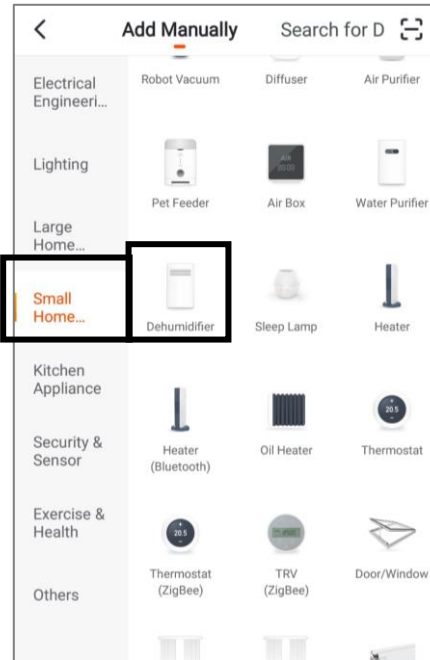 Add Manually
Search for D
Electrical
Engineeri...
Lighting
Large
Home...
Small
Home...
Kitchen
Appliance
Security &
Sensor
Exercise &
Health
Others
Robot Vacuum
Diffuser
Air Purifier
Pet Feeder
Air Box
Water Purifier
Dehumidifier
Sleep Lamp
Heater
Heater
(Bluetooth)
Oil Heater
20.5
Thermostat
20.5
Thermostat
(ZigBee)
TRV
(ZigBee)
Door/Window